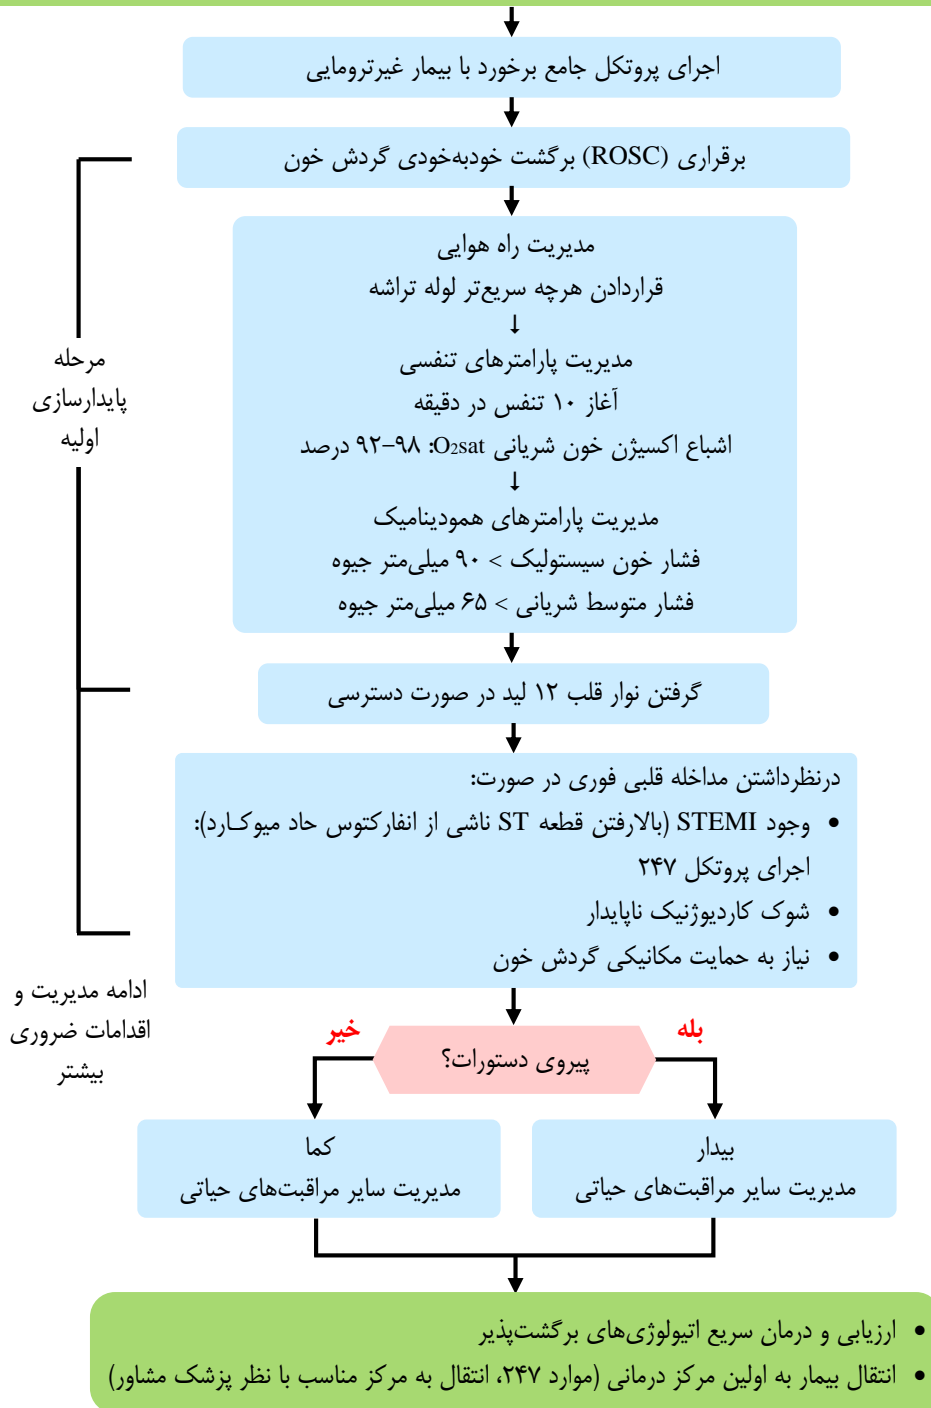 اجرای پروتکل جامع برخورد با بیمار غیرترومایی
برقراری (ROSC) برگشت خودبه‌خودی گردش خون
مدیریت راه هوایی
قراردادن هرچه سریع‌تر لوله تراشه
↓
مدیریت پارامترهای تنفسی
آغاز ۱۰ تنفس در دقیقه
اشباع اکسیژن خون شریانی O₂sat: ۹۲-۹۸ درصد
↓
مدیریت پارامترهای همودینامیک
فشار خون سیستولیک > ۹۰ میلی‌متر جیوه
فشار متوسط شریانی > ۶۵ میلی‌متر جیوه
مرحله
پایدارسازی
اولیه
گرفتن نوار قلب ۱۲ لید در صورت دسترسی
درنظرداشتن مداخله قلبی فوری در صورت:
• وجود STEMI (بالارفتن قطعه ST ناشی از انفارکتوس حاد میوکـارد):
اجرای پروتکل ۲۴۷
• شوک کاردیوژنیک ناپایدار
• نیاز به حمایت مکانیکی گردش خون
ادامه مدیریت و
اقدامات ضروری
بیشتر
پیروی دستورات؟
بله
خیر
بیدار
مدیریت سایر مراقبت‌های حیاتی
کما
مدیریت سایر مراقبت‌های حیاتی
• ارزیابی و درمان سریع اتیولوژی‌های برگشت‌پذیر
• انتقال بیمار به اولین مرکز درمانی (موارد ۲۴۷، انتقال به مرکز مناسب با نظر پزشک مشاور)